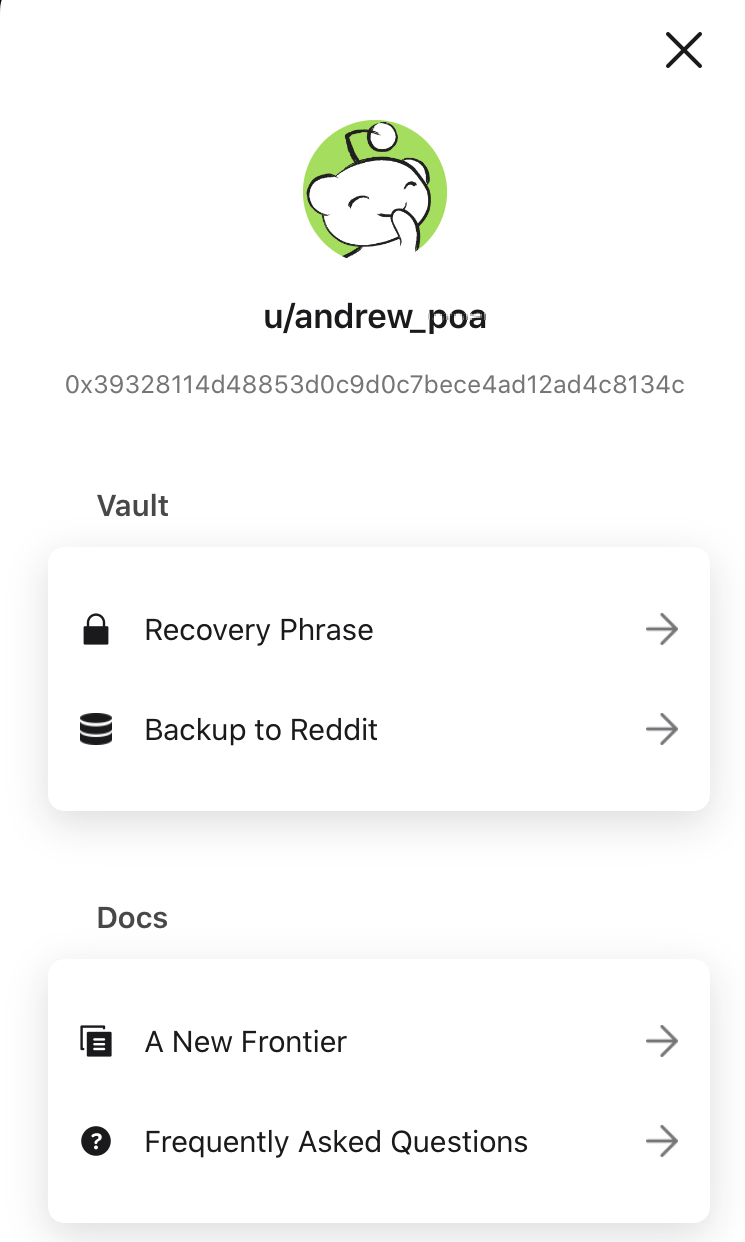 u/andrew_poa
0x39328114d48853d0c9d0c7bece4ad12ad4c8134c
Vault
Recovery Phrase
Backup to Reddit
Docs
A New Frontier
Frequently Asked Questions